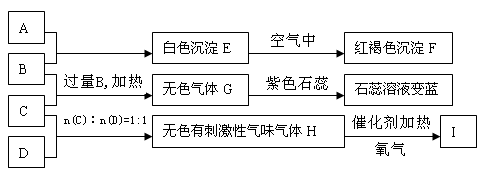 A
白色沉淀 E
空气中
红褐色沉淀 F
B
过量B,加热
无色气体 G
紫色石蕊
石蕊溶液变蓝
C
n(C)∶n(D)=1:1
无色有刺激性气味气体 H
催化剂加热
氧气
I
D